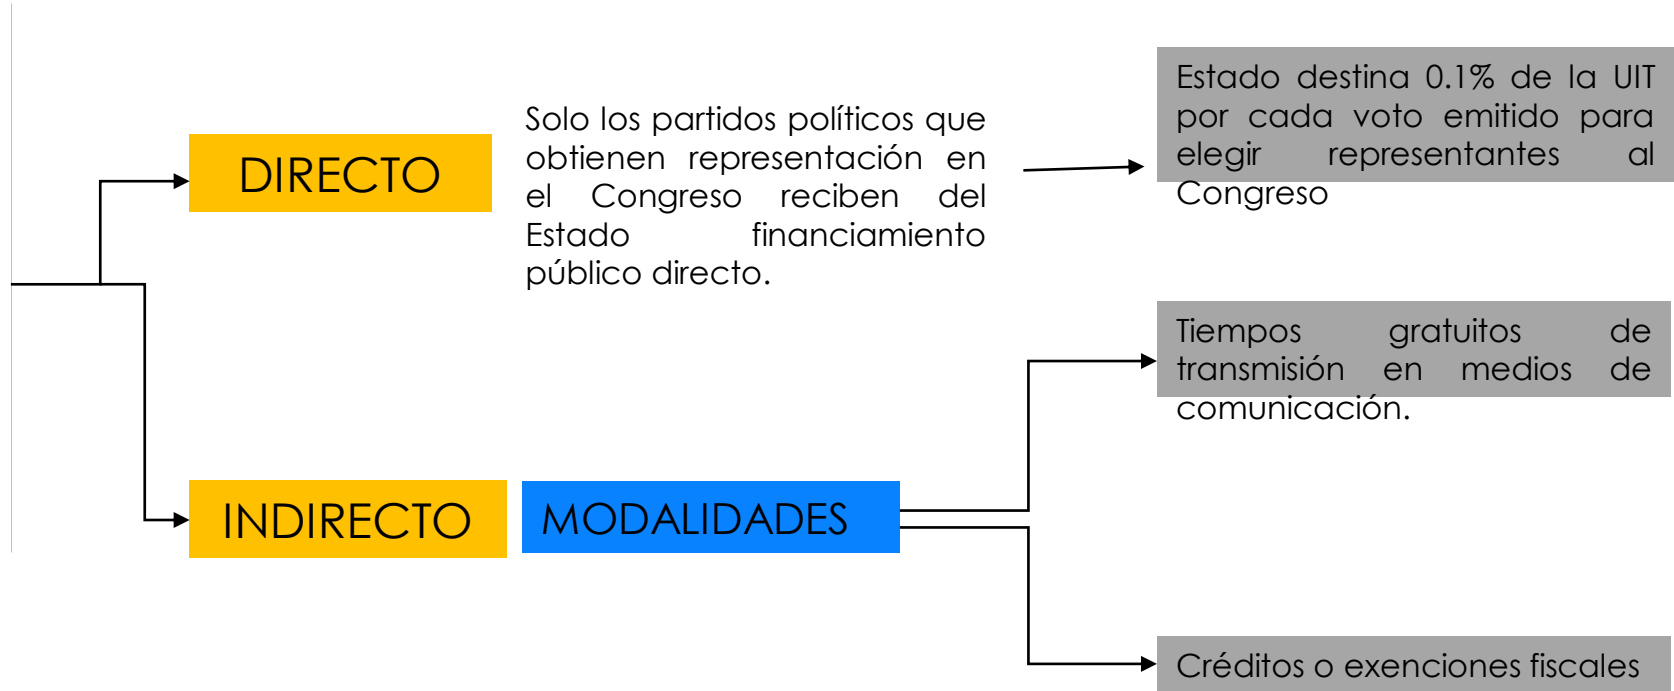 DIRECTO
Solo los partidos políticos que
obtienen representación en
el Congreso reciben del
Estado financiamiento
público directo.
Estado destina 0.1% de la UIT
por cada voto emitido para
elegir representantes al
Congreso
INDIRECTO
MODALIDADES
Tiempos gratuitos de
transmisión en medios de
comunicación.
Créditos o exenciones fiscales